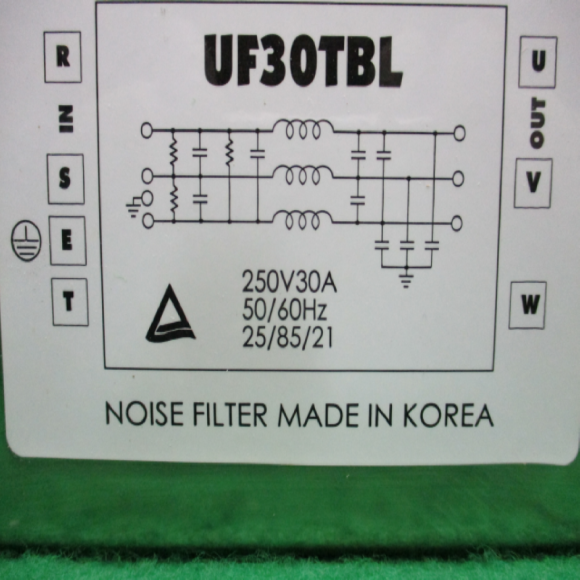 UF30TBL
R
IN
S
E
T
U
OUT
V
W
250V30A
50/60Hz
25/85/21
NOISE FILTER MADE IN KOREA